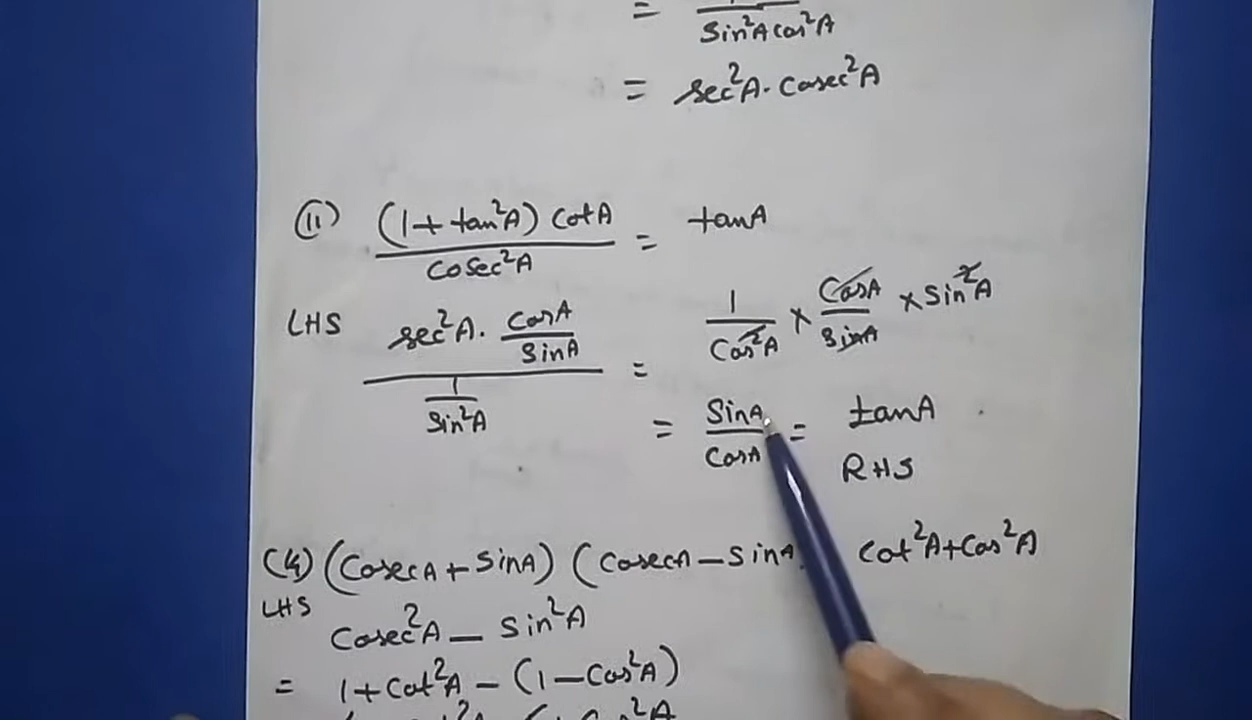 = 1/Sin²A Cos²A
= sec²A · Cosec²A
(11) (1 + tan²A) CotA / Cosec²A = tanA
LHS sec²A · CosA/SinA / 1/Sin²A = 1/Cos²A × CosA/SinA × Sin²A
= SinA/CosA = tanA
RHS
(4) (CosecA + SinA) (CosecA − SinA Cot²A + Cos²A
LHS
Cosec²A − Sin²A
= 1 + Cot²A − (1 − Cos²A)